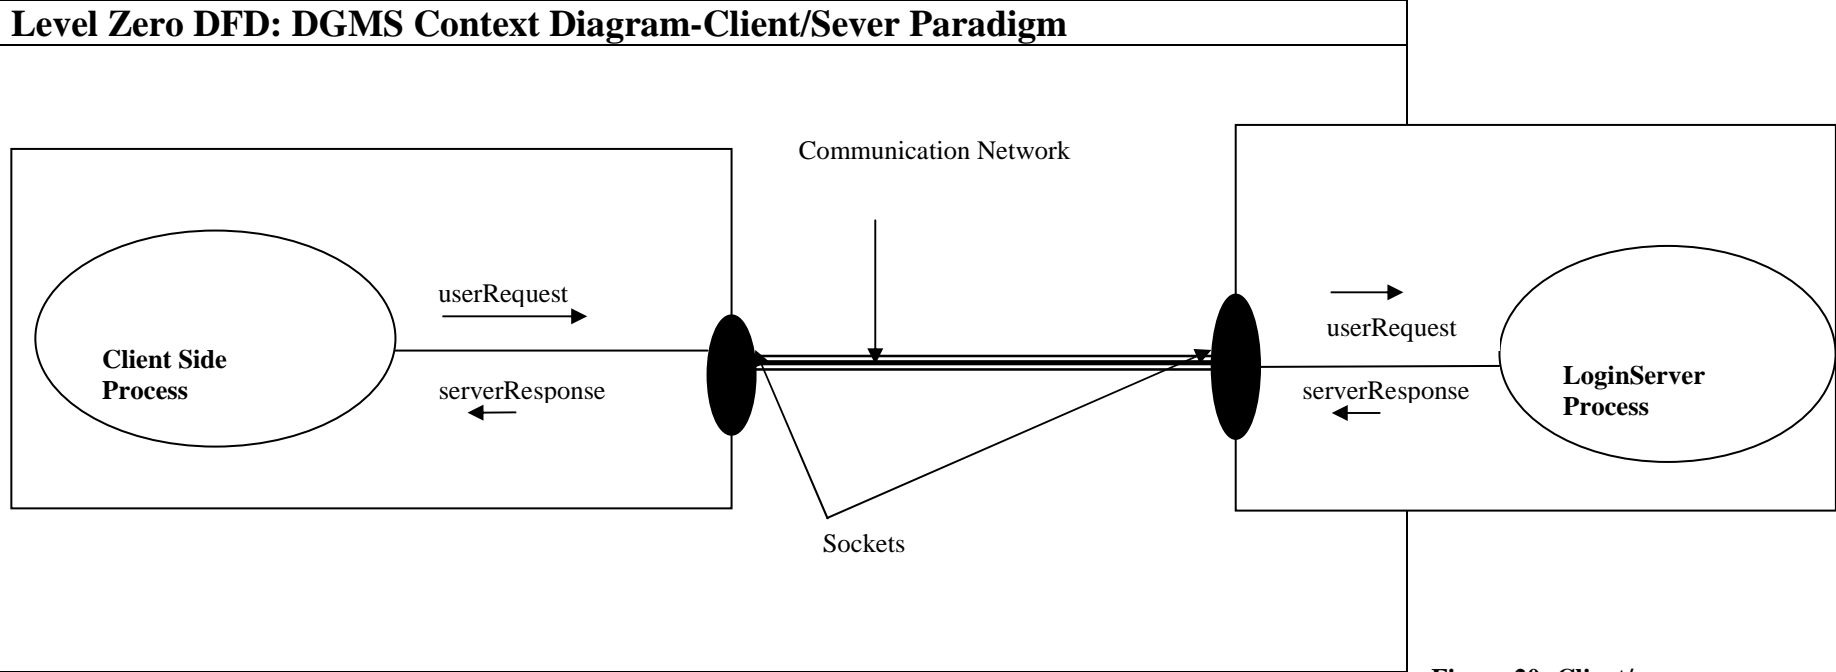 Level Zero DFD: DGMS Context Diagram-Client/Sever Paradigm
Communication Network
userRequest
Client Side
Process
serverResponse
userRequest
serverResponse
LoginServer
Process
Sockets